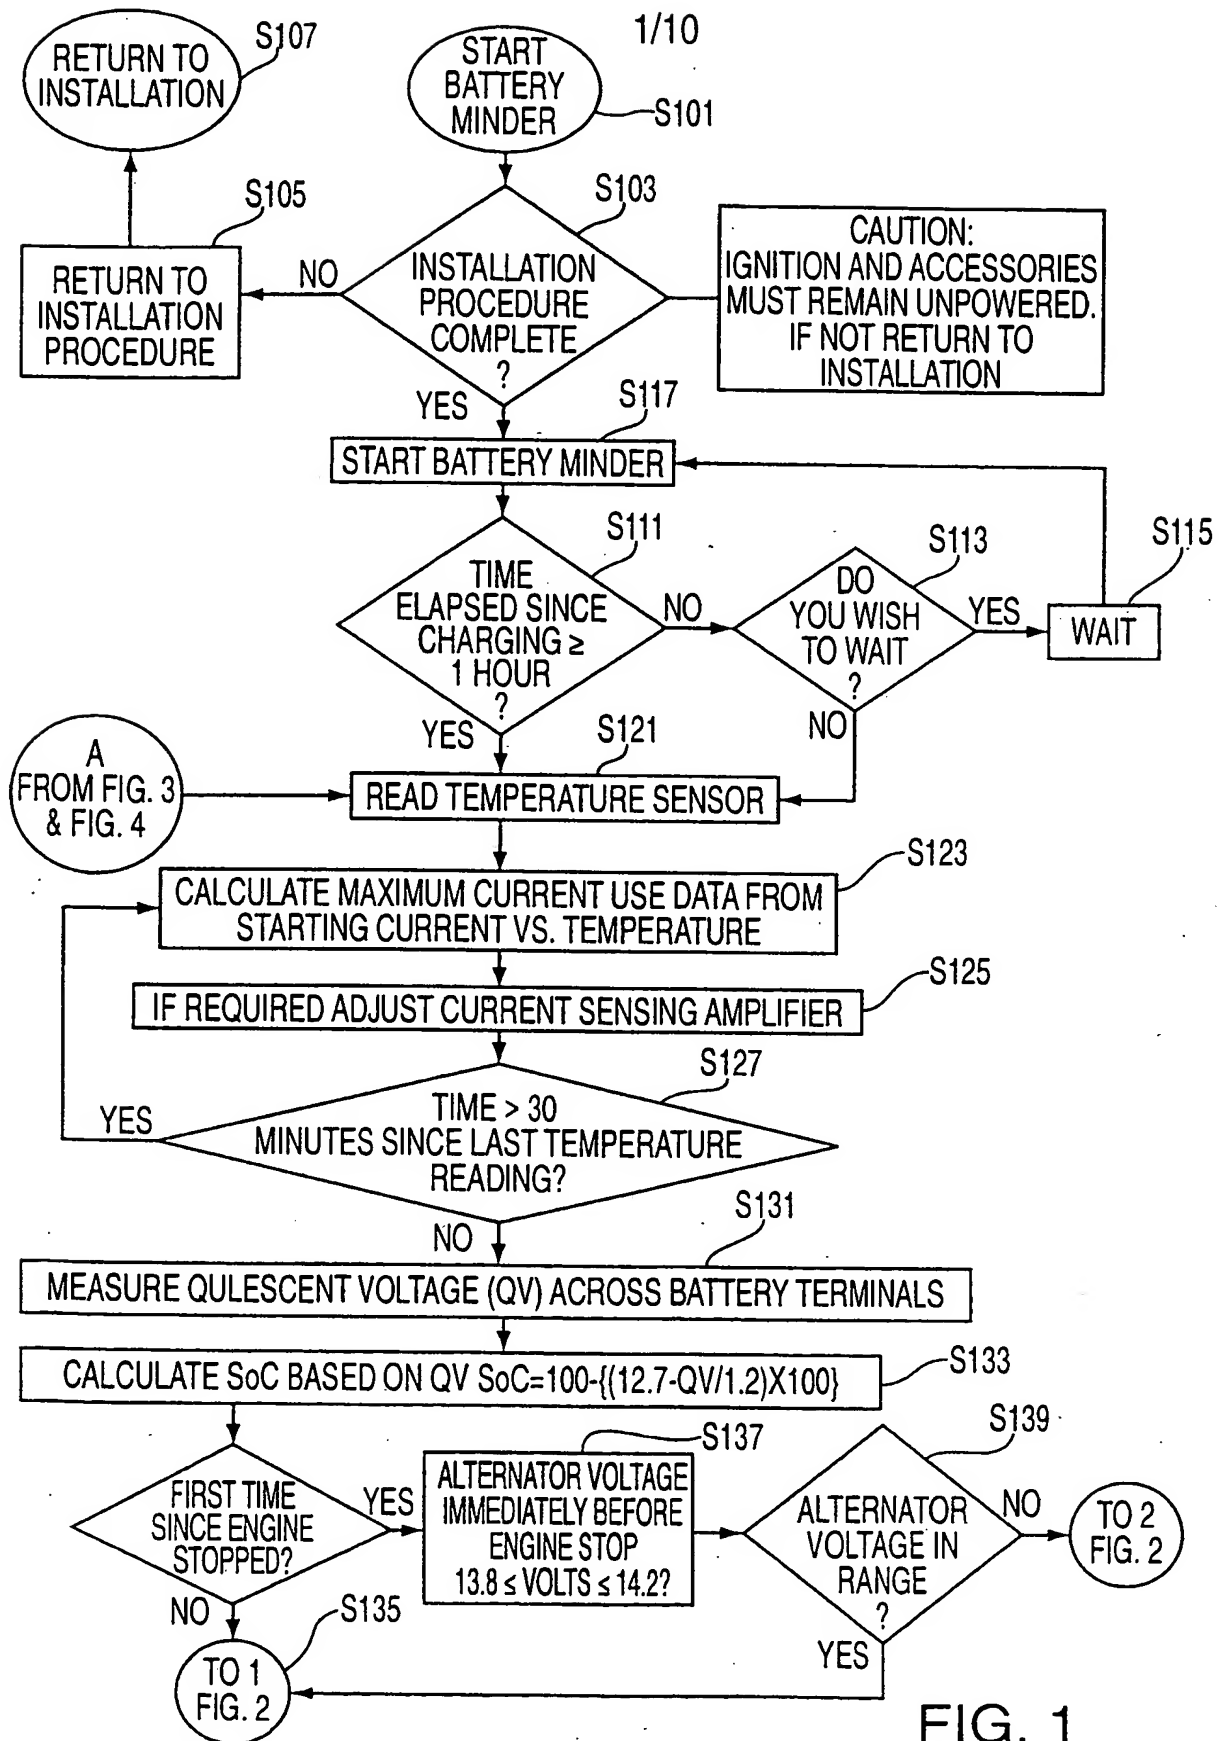 1/10
RETURN TO
INSTALLATION
S107
START
BATTERY
MINDER
S101
S105
RETURN TO
INSTALLATION
PROCEDURE
NO
S103
INSTALLATION
PROCEDURE
COMPLETE
?
CAUTION:
IGNITION AND ACCESSORIES
MUST REMAIN UNPOWERED.
IF NOT RETURN TO
INSTALLATION
YES
S117
START BATTERY MINDER
S111
TIME
ELAPSED SINCE
CHARGING ≥
1 HOUR
?
NO
S113
DO
YOU WISH
TO WAIT
?
YES
S115
WAIT
YES
NO
A
FROM FIG. 3
& FIG. 4
S121
READ TEMPERATURE SENSOR
S123
CALCULATE MAXIMUM CURRENT USE DATA FROM
STARTING CURRENT VS. TEMPERATURE
S125
IF REQUIRED ADJUST CURRENT SENSING AMPLIFIER
S127
YES
TIME > 30
MINUTES SINCE LAST TEMPERATURE
READING?
NO
S131
MEASURE QULESCENT VOLTAGE (QV) ACROSS BATTERY TERMINALS
CALCULATE SoC BASED ON QV SoC=100-{(12.7-QV/1.2)X100}
S133
FIRST TIME
SINCE ENGINE
STOPPED?
YES
S137
ALTERNATOR VOLTAGE
IMMEDIATELY BEFORE
ENGINE STOP
13.8 ≤ VOLTS ≤ 14.2?
S139
ALTERNATOR
VOLTAGE IN
RANGE
?
NO
TO 2
FIG. 2
NO
S135
TO 1
FIG. 2
YES
FIG. 1